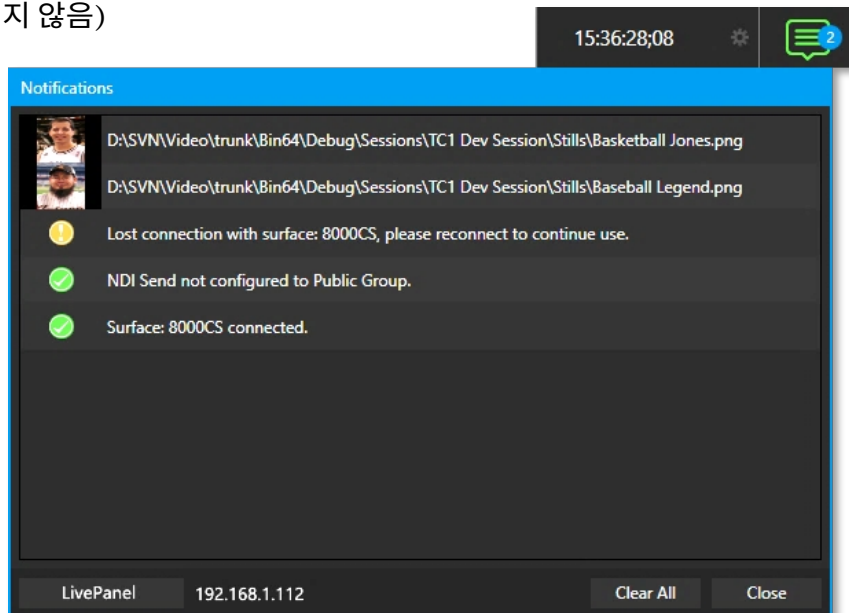 지 않음)
15:36:28;08
2
Notifications
D:\SVN\Video\trunk\Bin64\Debug\Sessions\TC1 Dev Session\Stills\Basketball Jones.png
D:\SVN\Video\trunk\Bin64\Debug\Sessions\TC1 Dev Session\Stills\Baseball Legend.png
Lost connection with surface: 8000CS, please reconnect to continue use.
NDI Send not configured to Public Group.
Surface: 8000CS connected.
LivePanel 192.168.1.112 Clear All Close